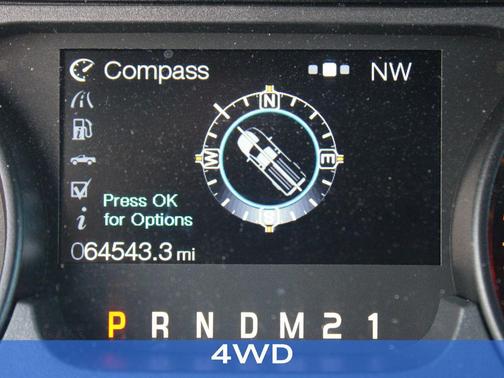 Compass NW
N
W E
S
Press OK
for Options
064543.3 mi
P R N D M 2 1
4WD